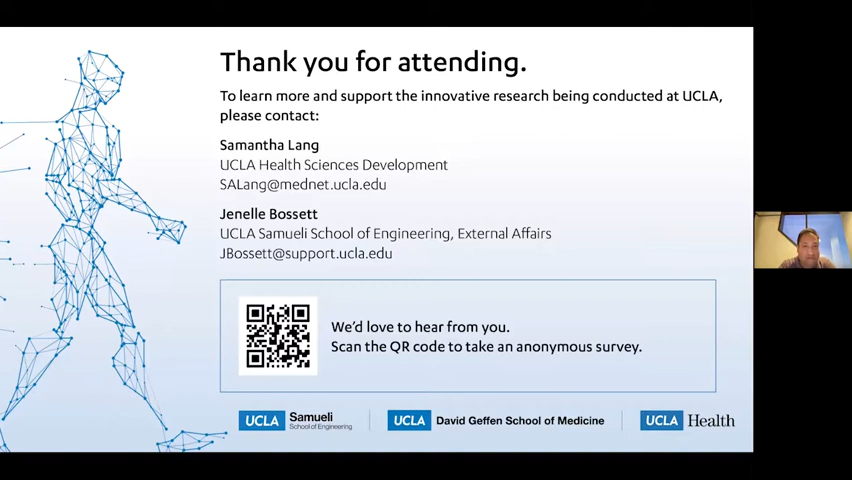 Thank you for attending.
To learn more and support the innovative research being conducted at UCLA,
please contact:
Samantha Lang
UCLA Health Sciences Development
SALang@mednet.ucla.edu
Jenelle Bossett
UCLA Samueli School of Engineering, External Affairs
JBossett@support.ucla.edu
We'd love to hear from you.
Scan the QR code to take an anonymous survey.
UCLA Samueli
School of Engineering
UCLA David Geffen School of Medicine
UCLA Health